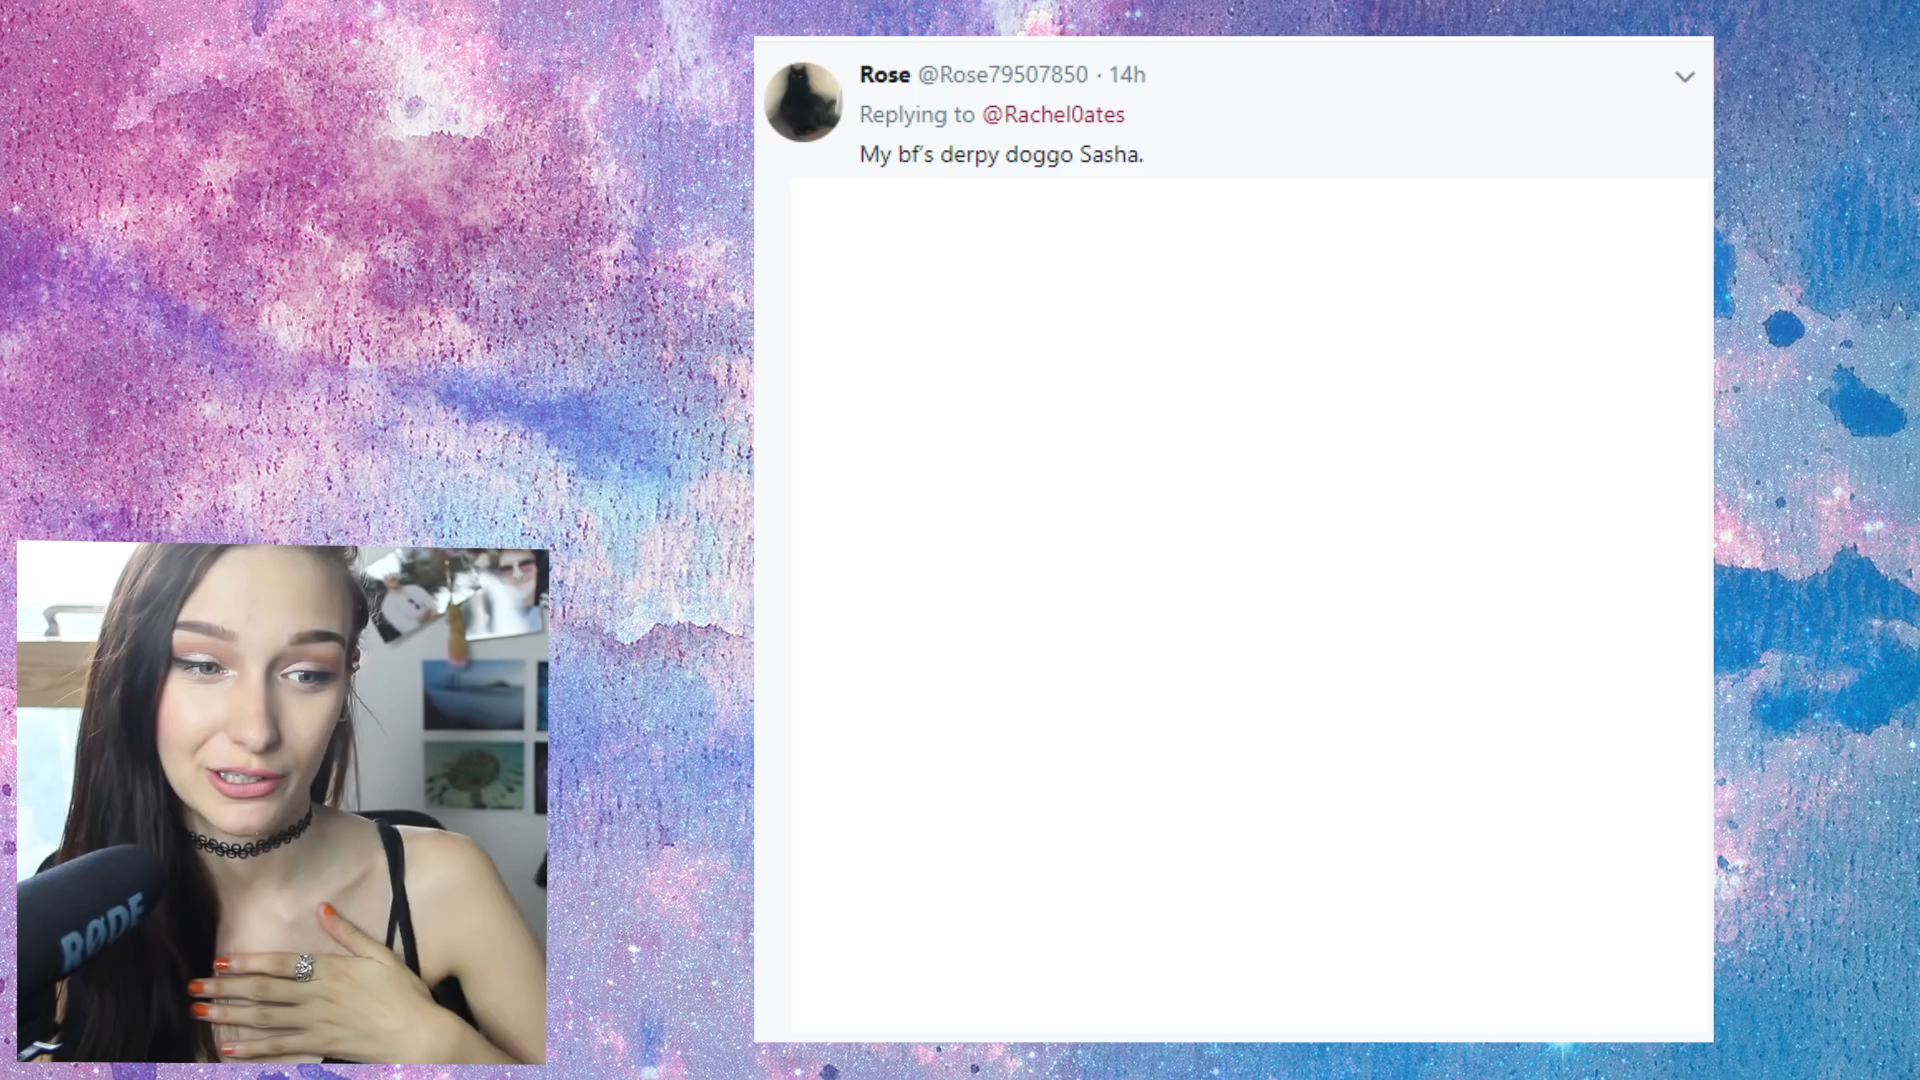 Rose @Rose79507850 · 14h
Replying to @Rachel0ates
My bf's derpy doggo Sasha.
RØDE